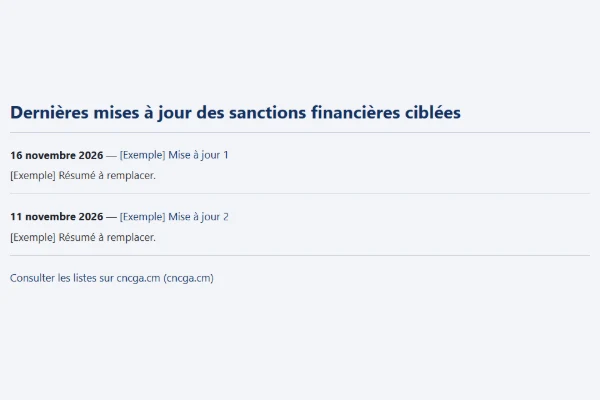 Dernières mises à jour des sanctions financières ciblées
16 novembre 2026 — [Exemple] Mise à jour 1
[Exemple] Résumé à remplacer.
11 novembre 2026 — [Exemple] Mise à jour 2
[Exemple] Résumé à remplacer.
Consulter les listes sur cncga.cm (cncga.cm)